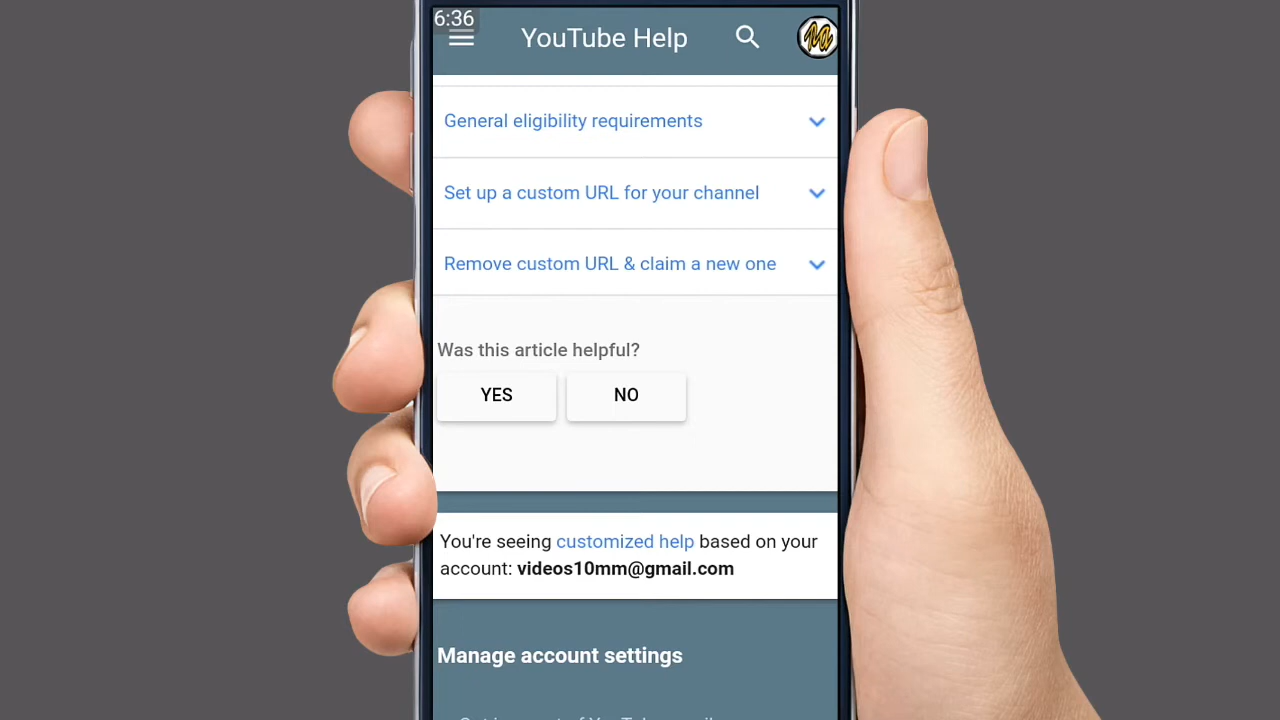 6:36
YouTube Help
General eligibility requirements
Set up a custom URL for your channel
Remove custom URL & claim a new one
Was this article helpful?
YES NO
You're seeing customized help based on your
account: videos10mm@gmail.com
Manage account settings